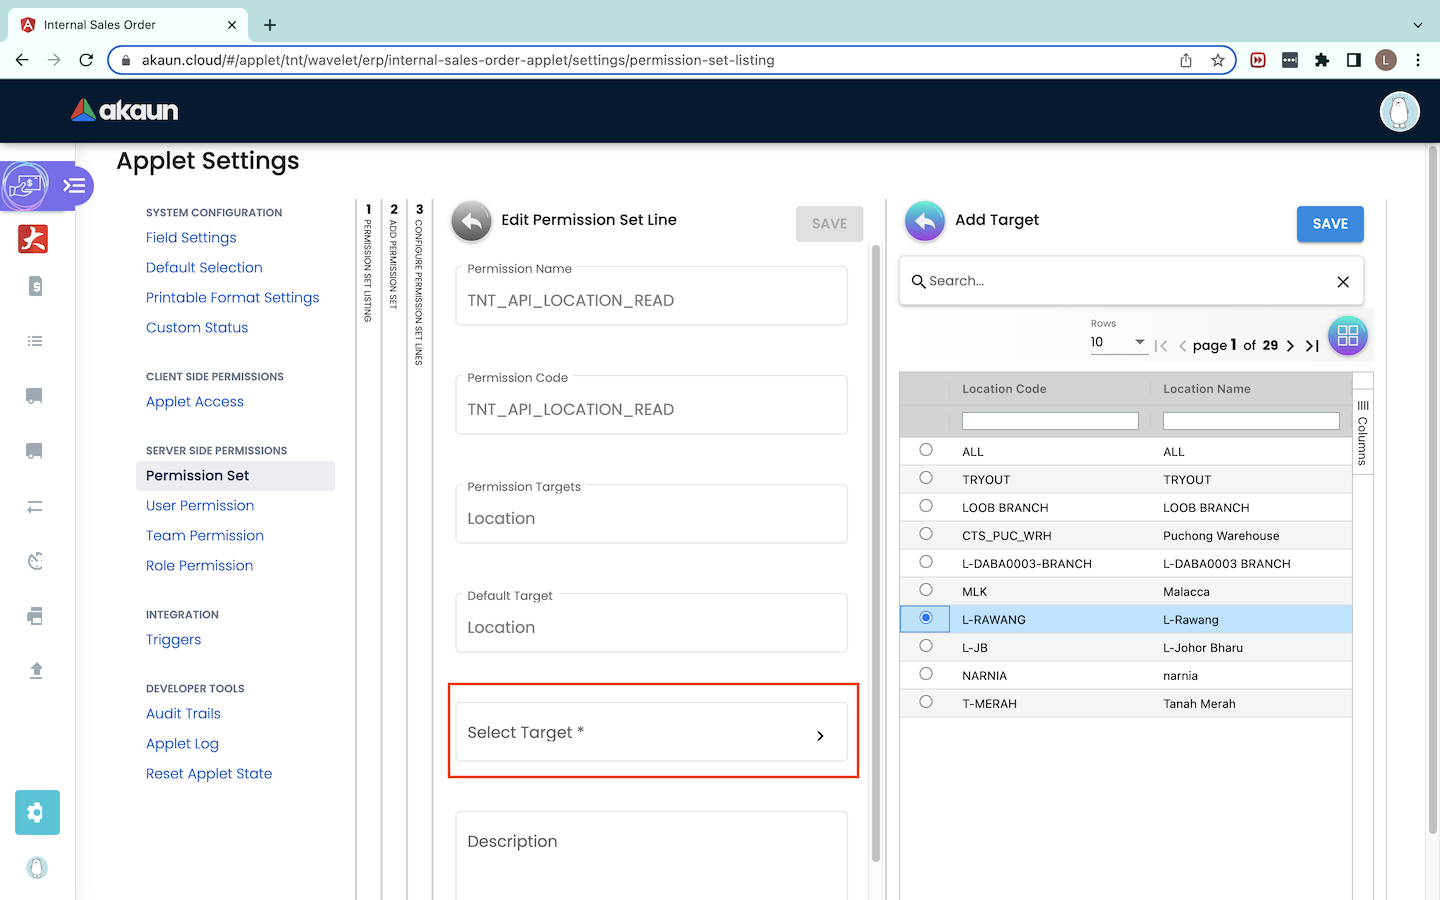 Internal Sales Order
akaun.cloud/#/applet/tnt/wavelet/erp/internal-sales-order-applet/settings/permission-set-listing
L
akaun
Applet Settings
SYSTEM CONFIGURATION
Field Settings
Default Selection
Printable Format Settings
Custom Status
CLIENT SIDE PERMISSIONS
Applet Access
SERVER SIDE PERMISSIONS
Permission Set
User Permission
Team Permission
Role Permission
INTEGRATION
Triggers
DEVELOPER TOOLS
Audit Trails
Applet Log
Reset Applet State
1 PERMISSION SET LISTING
2 ADD PERMISSION SET
3 CONFIGURE PERMISSION SET LINES
Edit Permission Set Line
SAVE
Permission Name
TNT_API_LOCATION_READ
Permission Code
TNT_API_LOCATION_READ
Permission Targets
Location
Default Target
Location
Select Target *
Description
Add Target
SAVE
Search...
Rows
10
page 1 of 29
Location Code Location Name
ALL ALL
TRYOUT TRYOUT
LOOB BRANCH LOOB BRANCH
CTS_PUC_WRH Puchong Warehouse
L-DABA0003-BRANCH L-DABA0003 BRANCH
MLK Malacca
L-RAWANG L-Rawang
L-JB L-Johor Bharu
NARNIA narnia
T-MERAH Tanah Merah
Columns